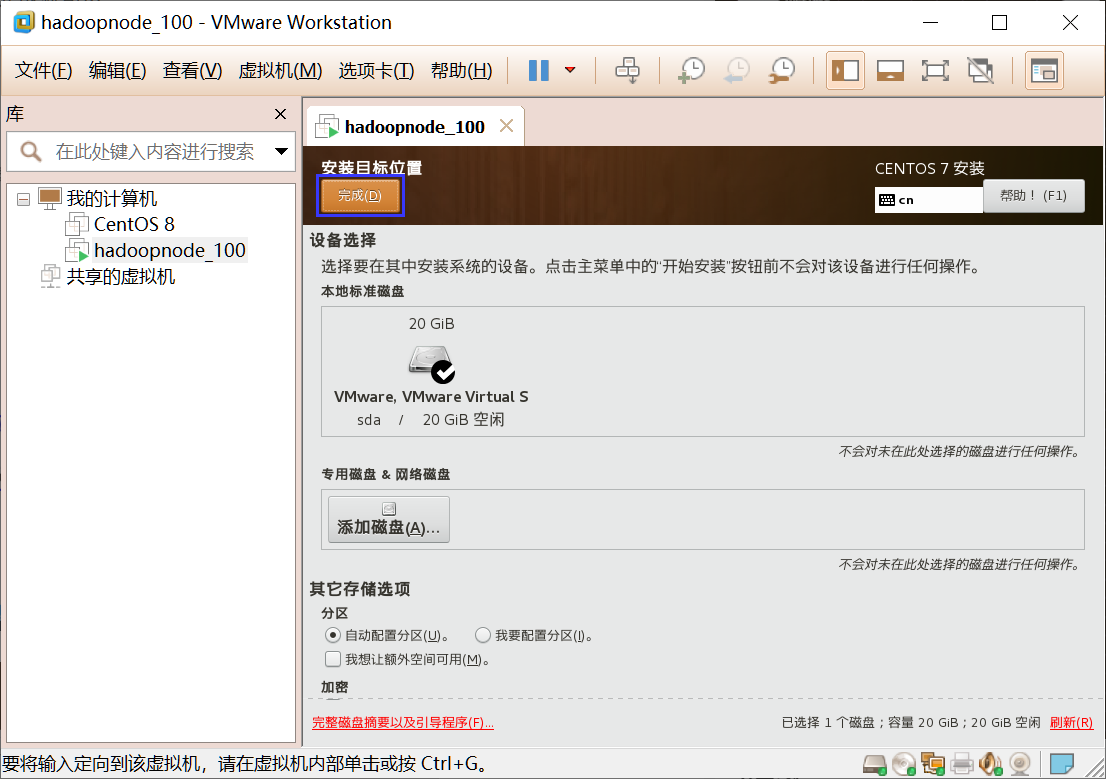 hadoopnode_100 - VMware Workstation
文件(F) 编辑(E) 查看(V) 虚拟机(M) 选项卡(T) 帮助(H)
库
在此处键入内容进行搜索
我的计算机
CentOS 8
hadoopnode_100
共享的虚拟机
hadoopnode_100
安装目标位置
完成(D)
CENTOS 7 安装
cn
帮助！(F1)
设备选择
选择要在其中安装系统的设备。点击主菜单中的“开始安装”按钮前不会对该设备进行任何操作。
本地标准磁盘
20 GiB
VMware, VMware Virtual S
sda / 20 GiB 空闲
不会对未在此处选择的磁盘进行任何操作。
专用磁盘 & 网络磁盘
添加磁盘(A)...
不会对未在此处选择的磁盘进行任何操作。
其它存储选项
分区
自动配置分区(U)。 我要配置分区(I)。
我想让额外空间可用(M)。
加密
完整磁盘摘要以及引导程序(F)... 已选择 1 个磁盘；容量 20 GiB；20 GiB 空闲 刷新(R)
要将输入定向到该虚拟机，请在虚拟机内部单击或按 Ctrl+G。